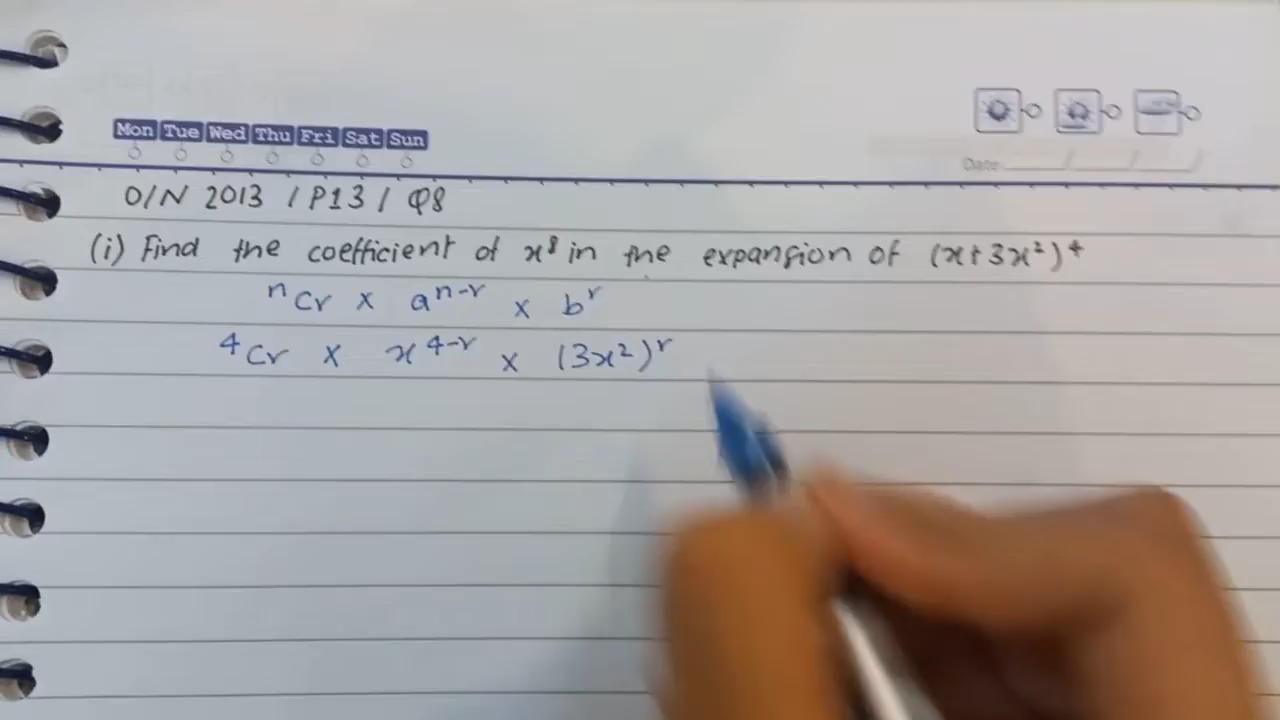 Mon Tue Wed Thu Fri Sat Sun
Date
O/N 2013 / P13 / Q8
(i) Find the coefficient of x⁸ in the expansion of (x+3x²)⁴
ⁿCr × aⁿ⁻ʳ × bʳ
⁴Cr × x⁴⁻ʳ × (3x²)ʳ